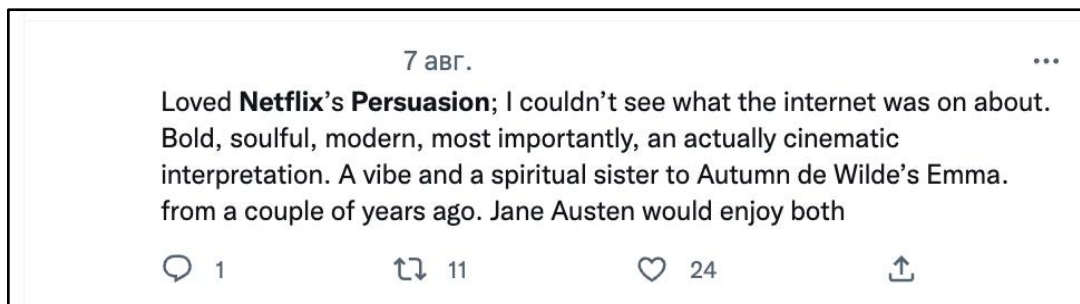 7 авг.
Loved Netflix’s Persuasion; I couldn’t see what the internet was on about.
Bold, soulful, modern, most importantly, an actually cinematic
interpretation. A vibe and a spiritual sister to Autumn de Wilde’s Emma.
from a couple of years ago. Jane Austen would enjoy both
1 11 24